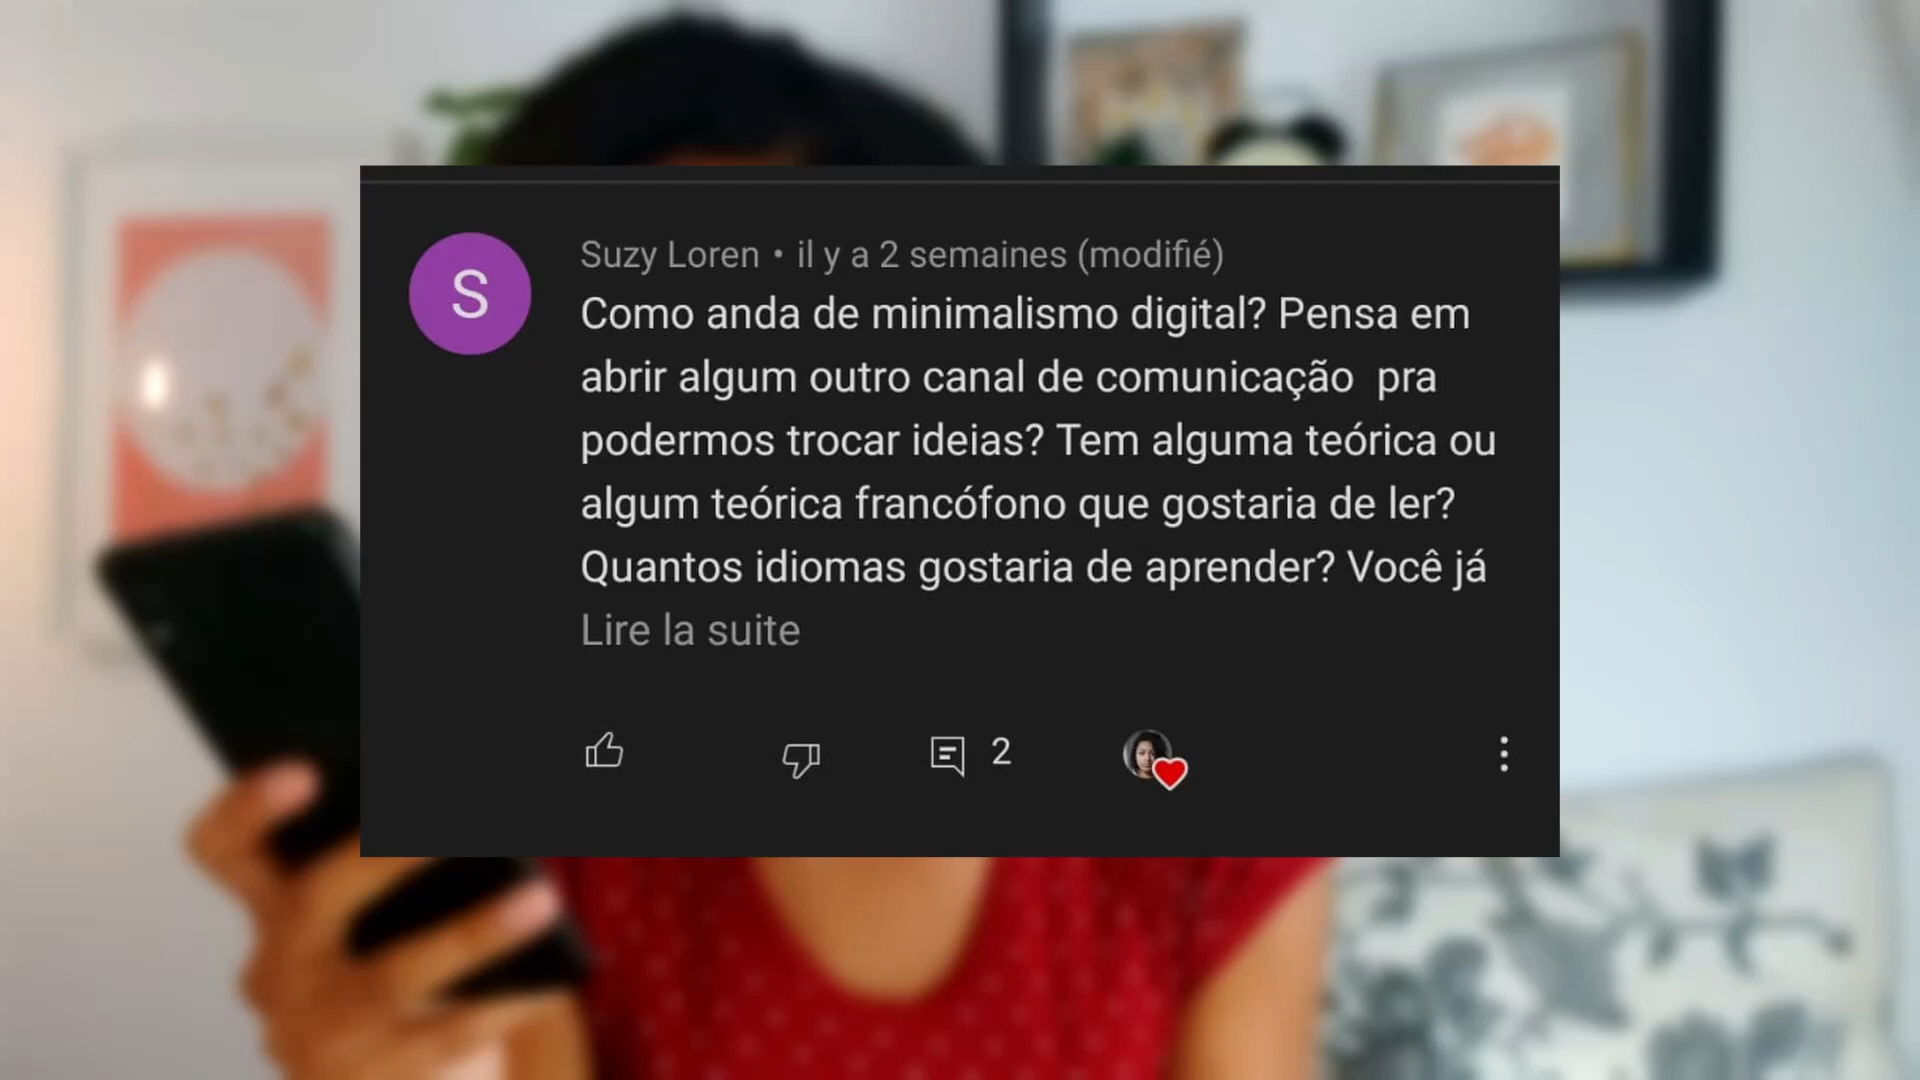 S
Suzy Loren • il y a 2 semaines (modifié)
Como anda de minimalismo digital? Pensa em
abrir algum outro canal de comunicação  pra
podermos trocar ideias? Tem alguma teórica ou
algum teórica francófono que gostaria de ler?
Quantos idiomas gostaria de aprender? Você já
Lire la suite
2